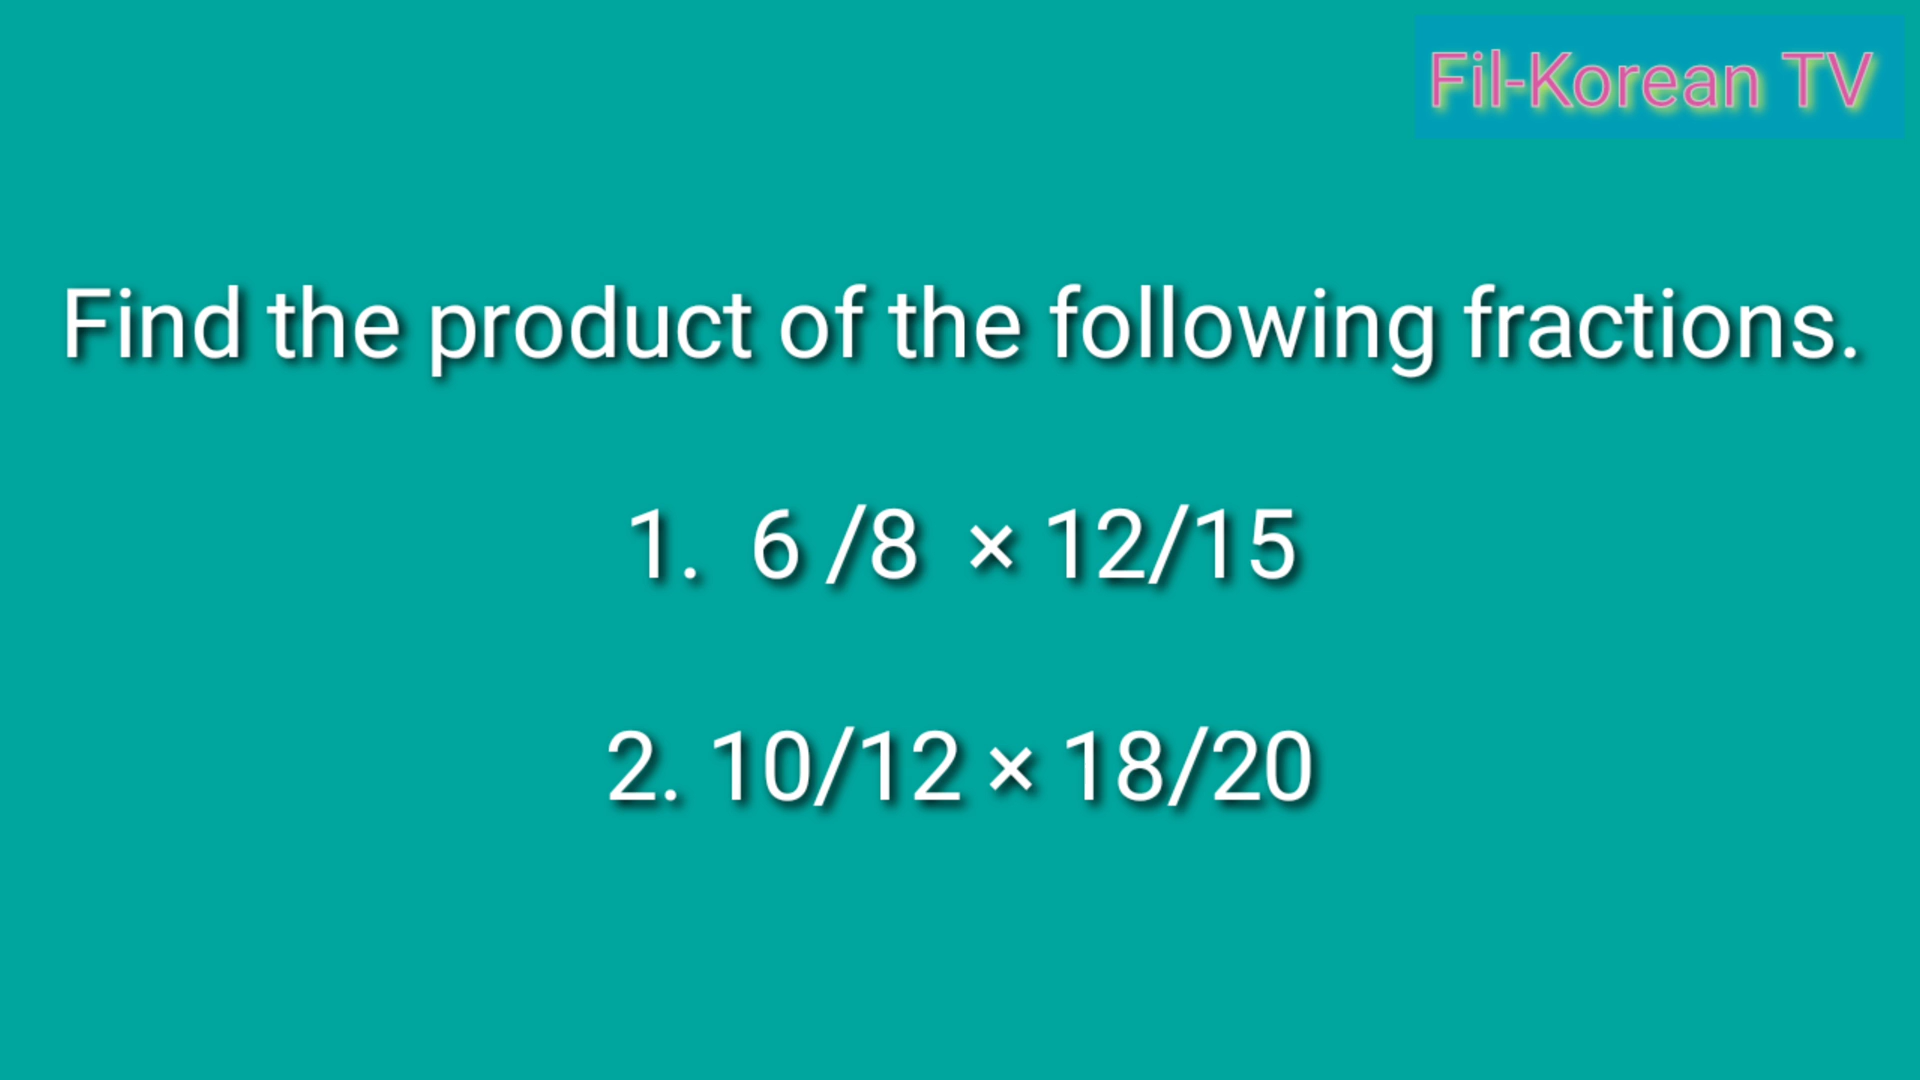 Fil-Korean TV
Find the product of the following fractions.
1.  6 /8  × 12/15
2. 10/12 × 18/20